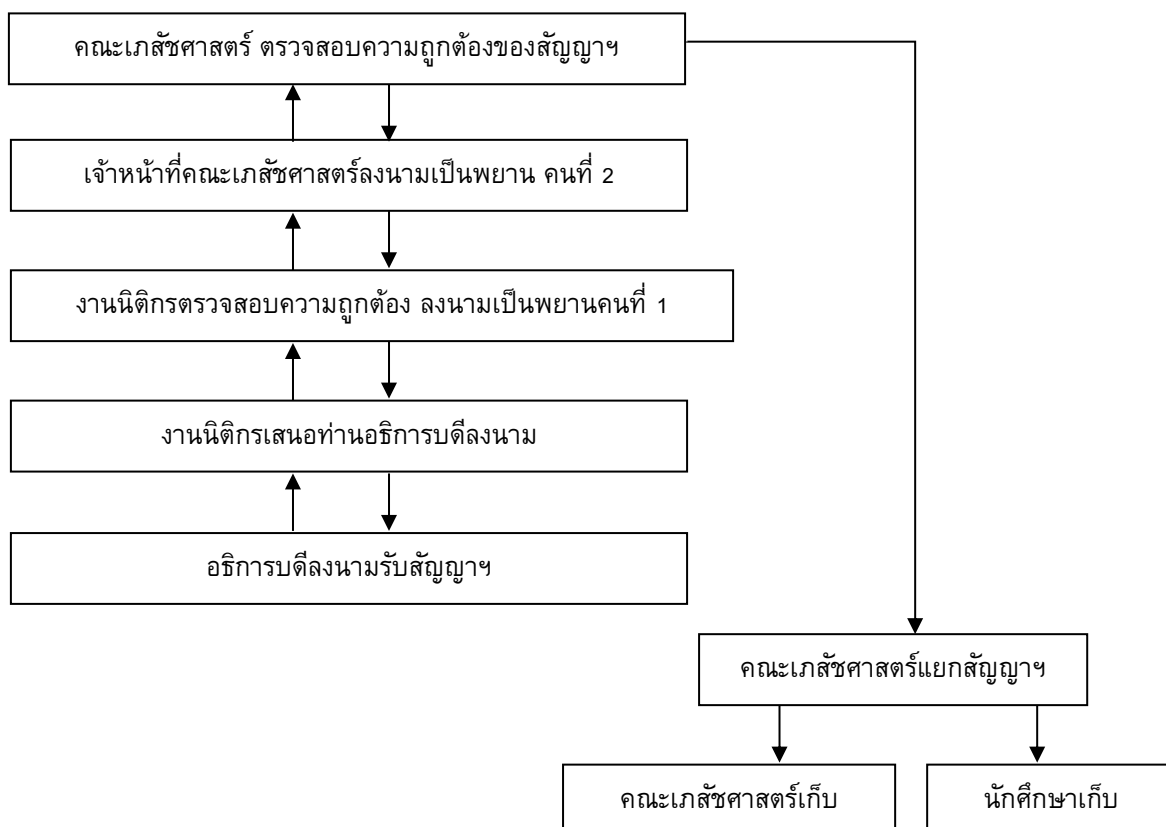 คณะเภสัชศาสตร์ ตรวจสอบความถูกต้องของสัญญาฯ
เจ้าหน้าที่คณะเภสัชศาสตร์ลงนามเป็นพยาน คนที่ 2
งานนิติกรตรวจสอบความถูกต้อง ลงนามเป็นพยานคนที่ 1
งานนิติกรเสนอท่านอธิการบดีลงนาม
อธิการบดีลงนามรับสัญญาฯ
คณะเภสัชศาสตร์แยกสัญญาฯ
คณะเภสัชศาสตร์เก็บ
นักศึกษาเก็บ